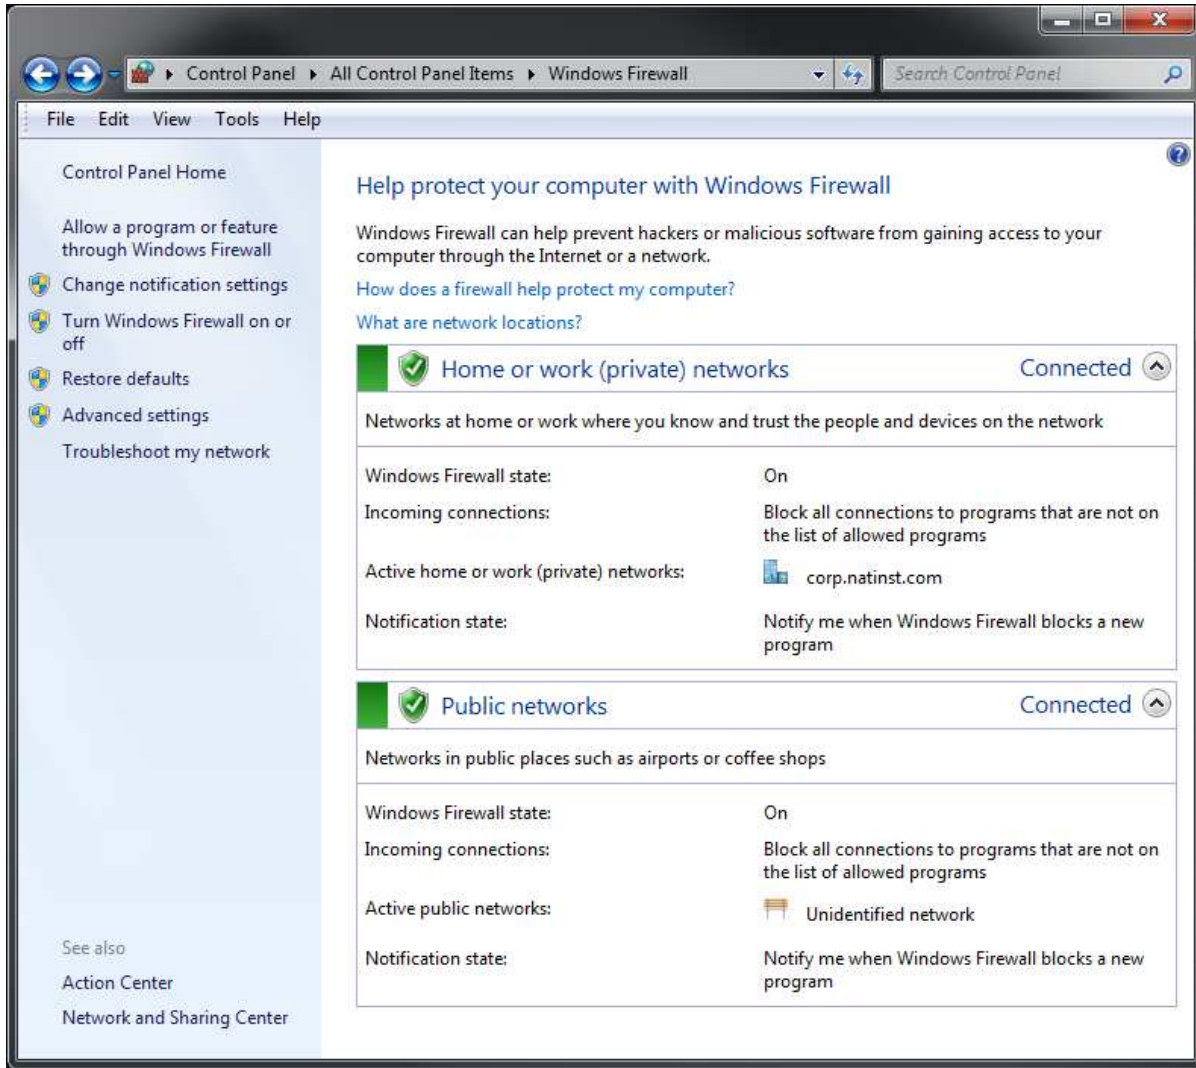 Control Panel ▸ All Control Panel Items ▸ Windows Firewall
Search Control Panel
File Edit View Tools Help
Control Panel Home
Allow a program or feature
through Windows Firewall
Change notification settings
Turn Windows Firewall on or
off
Restore defaults
Advanced settings
Troubleshoot my network
See also
Action Center
Network and Sharing Center
Help protect your computer with Windows Firewall
Windows Firewall can help prevent hackers or malicious software from gaining access to your
computer through the Internet or a network.
How does a firewall help protect my computer?
What are network locations?
Home or work (private) networks Connected
Networks at home or work where you know and trust the people and devices on the network
Windows Firewall state: On
Incoming connections: Block all connections to programs that are not on
the list of allowed programs
Active home or work (private) networks: corp.natinst.com
Notification state: Notify me when Windows Firewall blocks a new
program
Public networks Connected
Networks in public places such as airports or coffee shops
Windows Firewall state: On
Incoming connections: Block all connections to programs that are not on
the list of allowed programs
Active public networks: Unidentified network
Notification state: Notify me when Windows Firewall blocks a new
program